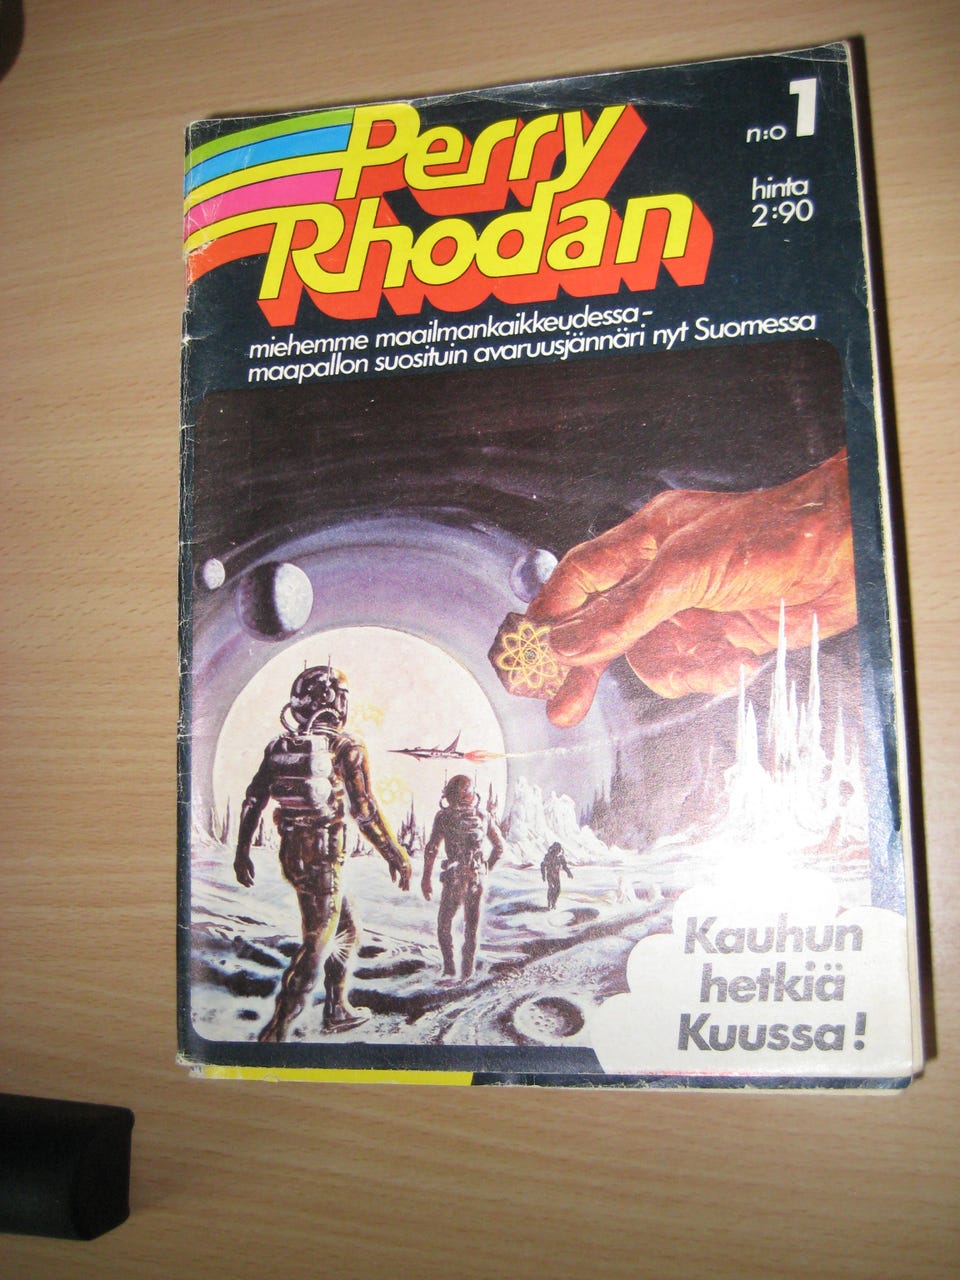 Perry
Rhodan
n:o 1
hinta
2:90
miehemme maailmankaikkeudessa-
maapallon suosituin avaruusjännäri nyt Suomessa
Kauhun
hetkiä
Kuussa!